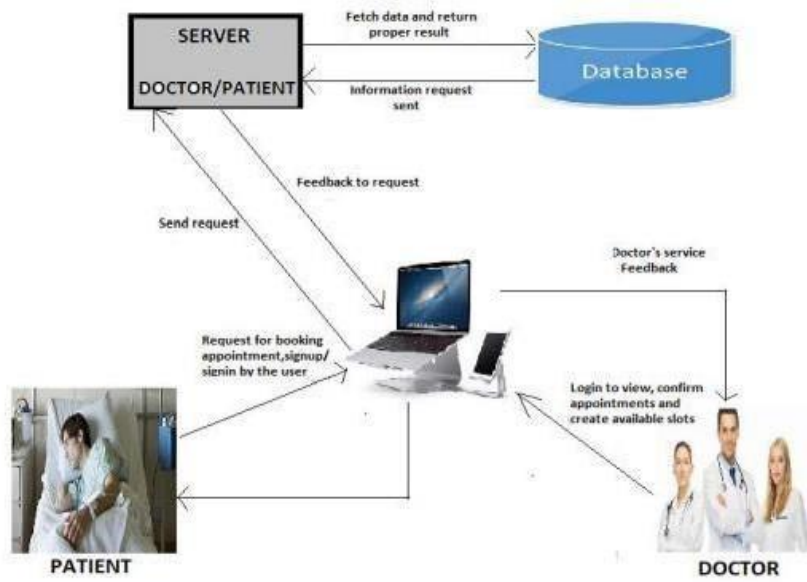 SERVER
DOCTOR/PATIENT
Fetch data and return
proper result
Database
Information request
sent
Feedback to request
Send request
Doctor's service
Feedback
Request for booking
appointment,signup/
signin by the user
Login to view, confirm
appointments and
create available slots
PATIENT
DOCTOR